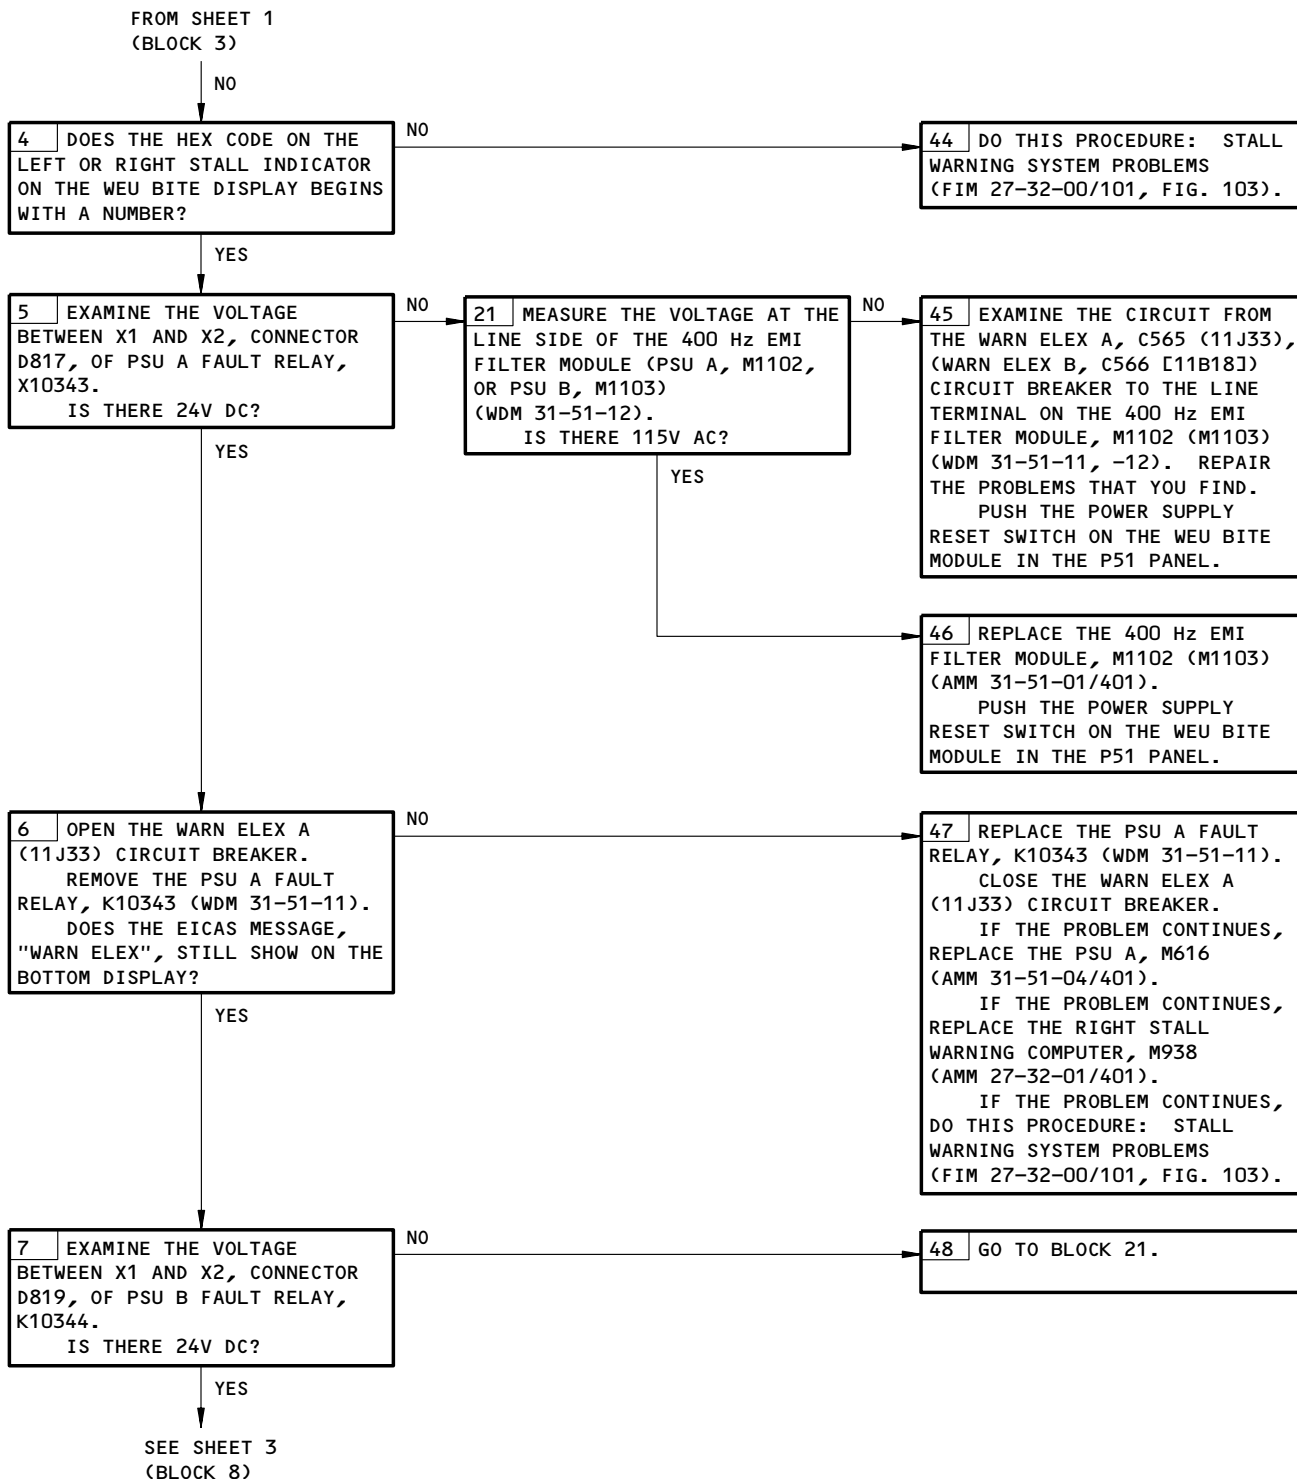 FROM SHEET 1
(BLOCK 3)
NO
4 DOES THE HEX CODE ON THE
LEFT OR RIGHT STALL INDICATOR
ON THE WEU BITE DISPLAY BEGINS
WITH A NUMBER?
NO
44 DO THIS PROCEDURE: STALL
WARNING SYSTEM PROBLEMS
(FIM 27-32-00/101, FIG. 103).
YES
5 EXAMINE THE VOLTAGE
BETWEEN X1 AND X2, CONNECTOR
D817, OF PSU A FAULT RELAY,
X10343.
IS THERE 24V DC?
NO
21 MEASURE THE VOLTAGE AT THE
LINE SIDE OF THE 400 Hz EMI
FILTER MODULE (PSU A, M1102,
OR PSU B, M1103)
(WDM 31-51-12).
IS THERE 115V AC?
NO
45 EXAMINE THE CIRCUIT FROM
THE WARN ELEX A, C565 (11J33),
(WARN ELEX B, C566 [11B18])
CIRCUIT BREAKER TO THE LINE
TERMINAL ON THE 400 Hz EMI
FILTER MODULE, M1102 (M1103)
(WDM 31-51-11, -12). REPAIR
THE PROBLEMS THAT YOU FIND.
PUSH THE POWER SUPPLY
RESET SWITCH ON THE WEU BITE
MODULE IN THE P51 PANEL.
YES
YES
46 REPLACE THE 400 Hz EMI
FILTER MODULE, M1102 (M1103)
(AMM 31-51-01/401).
PUSH THE POWER SUPPLY
RESET SWITCH ON THE WEU BITE
MODULE IN THE P51 PANEL.
6 OPEN THE WARN ELEX A
(11J33) CIRCUIT BREAKER.
REMOVE THE PSU A FAULT
RELAY, K10343 (WDM 31-51-11).
DOES THE EICAS MESSAGE,
"WARN ELEX", STILL SHOW ON THE
BOTTOM DISPLAY?
NO
47 REPLACE THE PSU A FAULT
RELAY, K10343 (WDM 31-51-11).
CLOSE THE WARN ELEX A
(11J33) CIRCUIT BREAKER.
IF THE PROBLEM CONTINUES,
REPLACE THE PSU A, M616
(AMM 31-51-04/401).
IF THE PROBLEM CONTINUES,
REPLACE THE RIGHT STALL
WARNING COMPUTER, M938
(AMM 27-32-01/401).
IF THE PROBLEM CONTINUES,
DO THIS PROCEDURE: STALL
WARNING SYSTEM PROBLEMS
(FIM 27-32-00/101, FIG. 103).
YES
7 EXAMINE THE VOLTAGE
BETWEEN X1 AND X2, CONNECTOR
D819, OF PSU B FAULT RELAY,
K10344.
IS THERE 24V DC?
NO
48 GO TO BLOCK 21.
YES
SEE SHEET 3
(BLOCK 8)